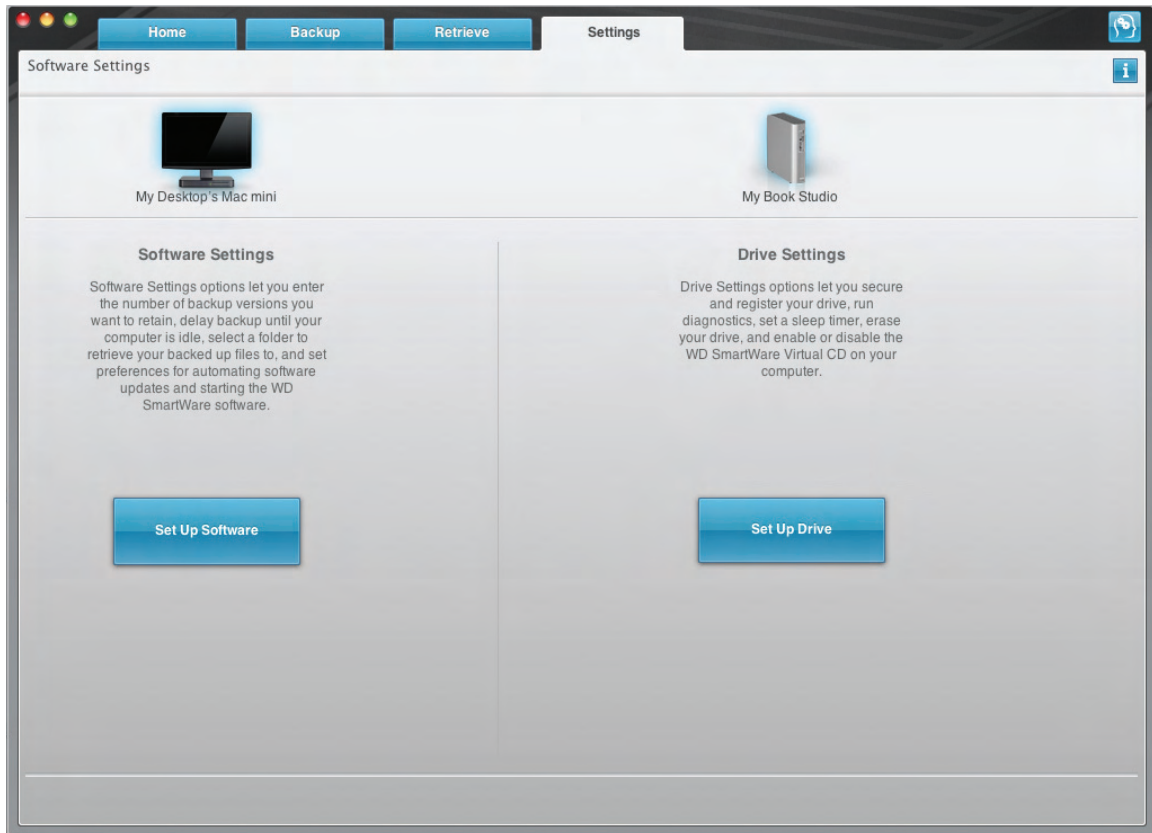 Home Backup Retrieve Settings
Software Settings
i
My Desktop's Mac mini
My Book Studio
Software Settings
Software Settings options let you enter
the number of backup versions you
want to retain, delay backup until your
computer is idle, select a folder to
retrieve your backed up files to, and set
preferences for automating software
updates and starting the WD
SmartWare software.
Set Up Software
Drive Settings
Drive Settings options let you secure
and register your drive, run
diagnostics, set a sleep timer, erase
your drive, and enable or disable the
WD SmartWare Virtual CD on your
computer.
Set Up Drive